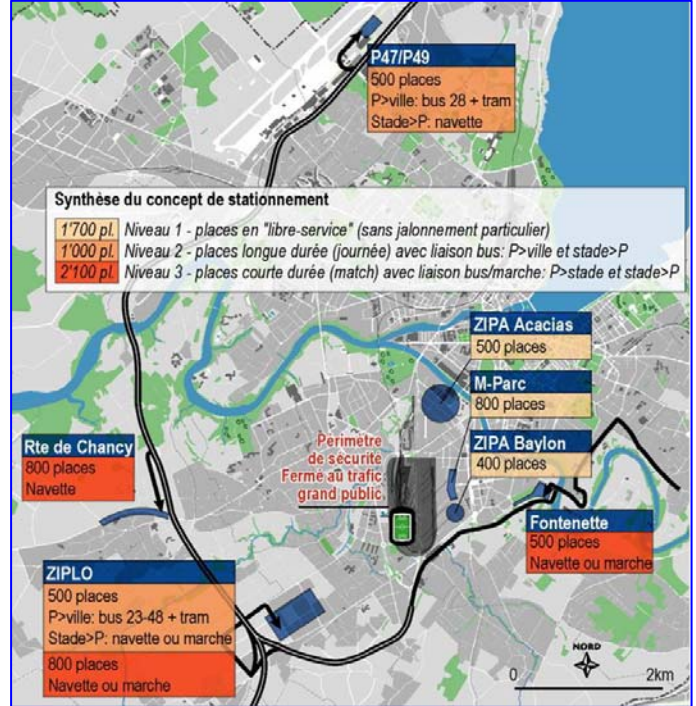 P47/P49
500 places
P>ville: bus 28 + tram
Stade>P: navette
Synthèse du concept de stationnement
1'700 pl. Niveau 1 - places en "libre-service" (sans jalonnement particulier)
1'000 pl. Niveau 2 - places longue durée (journée) avec liaison bus: P>ville et stade>P
2'100 pl. Niveau 3 - places courte durée (match) avec liaison bus/marche: P>stade et stade>P
ZIPA Acacias
500 places
M-Parc
800 places
ZIPA Baylon
400 places
Périmètre
de sécurité
Fermé au trafic
grand public
Rte de Chancy
800 places
Navette
Fontenette
500 places
Navette ou marche
ZIPLO
500 places
P>ville: bus 23-48 + tram
Stade>P: navette ou marche
800 places
Navette ou marche
NORD
0 2km